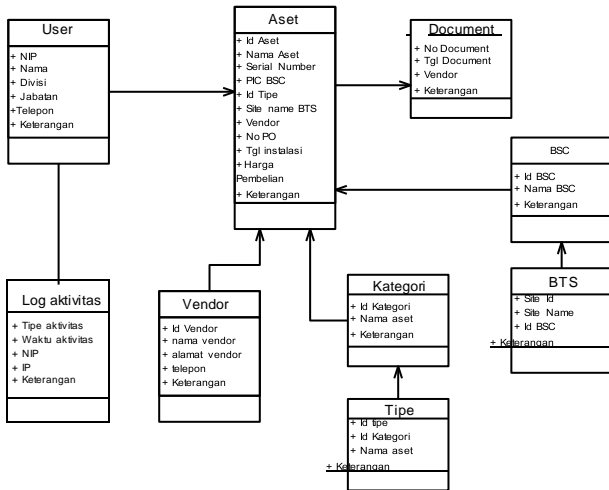 User
+ NIP
+ Nama
+ Divisi
+ Jabatan
+Telepon
+ Keterangan
Aset
+ Id Aset
+ Nama Aset
+ Serial Number
+ PIC BSC
+ Id Tipe
+ Site name BTS
+ Vendor
+ No PO
+ Tgl instalasi
+ Harga
Pembelian
+ Keterangan
Document
+ No Document
+ Tgl Document
+ Vendor
+ Keterangan
BSC
+ Id BSC
+ Nama BSC
+ Keterangan
BTS
+ Site Id
+ Site Name
+ Id BSC
+ Keterangan
Log aktivitas
+ Tipe aktivitas
+ Waktu aktivitas
+ NIP
+ IP
+ Keterangan
Vendor
+ Id Vendor
+ nama vendor
+ alamat vendor
+ telepon
+ Keterangan
Kategori
+ Id Kategori
+ Nama aset
+ Keterangan
Tipe
+ Id tipe
+ Id Kategori
+ Nama aset
+ Keterangan